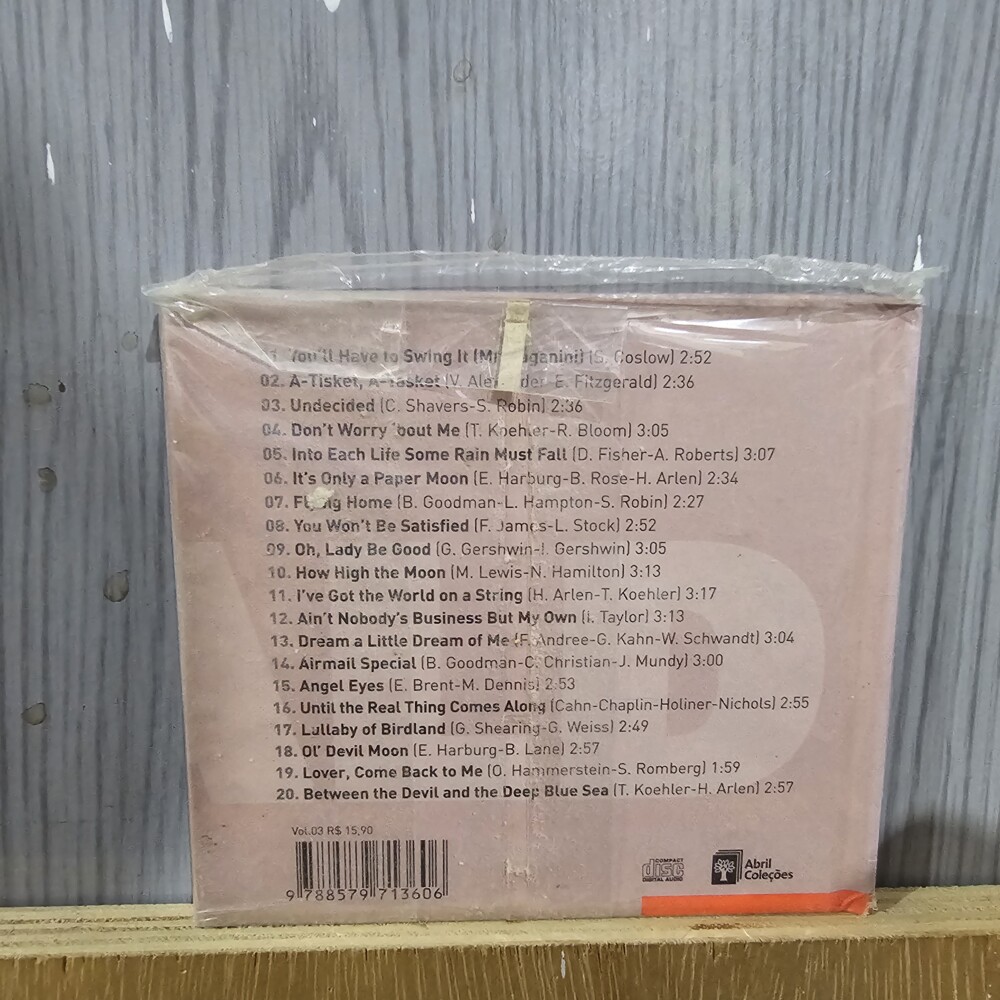 You'll Have to Swing It (Mr. Paganini) (S. Coslow) 2:52
02. A-Tisket, A-Tasket (V. Alexander-E. Fitzgerald) 2:36
03. Undecided (C. Shavers-S. Robin) 2:36
04. Don't Worry 'bout Me (T. Koehler-R. Bloom) 3:05
05. Into Each Life Some Rain Must Fall (D. Fisher-A. Roberts) 3:07
06. It's Only a Paper Moon (E. Harburg-B. Rose-H. Arlen) 2:34
07. Flying Home (B. Goodman-L. Hampton-S. Robin) 2:27
08. You Won't Be Satisfied (F. James-L. Stock) 2:52
09. Oh, Lady Be Good (G. Gershwin-I. Gershwin) 3:05
10. How High the Moon (M. Lewis-N. Hamilton) 3:13
11. I've Got the World on a String (H. Arlen-T. Koehler) 3:17
12. Ain't Nobody's Business But My Own (I. Taylor) 3:13
13. Dream a Little Dream of Me (F. Andree-G. Kahn-W. Schwandt) 3:04
14. Airmail Special (B. Goodman-C. Christian-J. Mundy) 3:00
15. Angel Eyes (E. Brent-M. Dennis) 2:53
16. Until the Real Thing Comes Along (Cahn-Chaplin-Holiner-Nichols) 2:55
17. Lullaby of Birdland (G. Shearing-G. Weiss) 2:49
18. Ol' Devil Moon (E. Harburg-B. Lane) 2:57
19. Lover, Come Back to Me (O. Hammerstein-S. Romberg) 1:59
20. Between the Devil and the Deep Blue Sea (T. Koehler-H. Arlen) 2:57
Vol.03 R$ 15,90
9 788579 713606
COMPACT
disc
DIGITAL AUDIO
Abril
Coleções